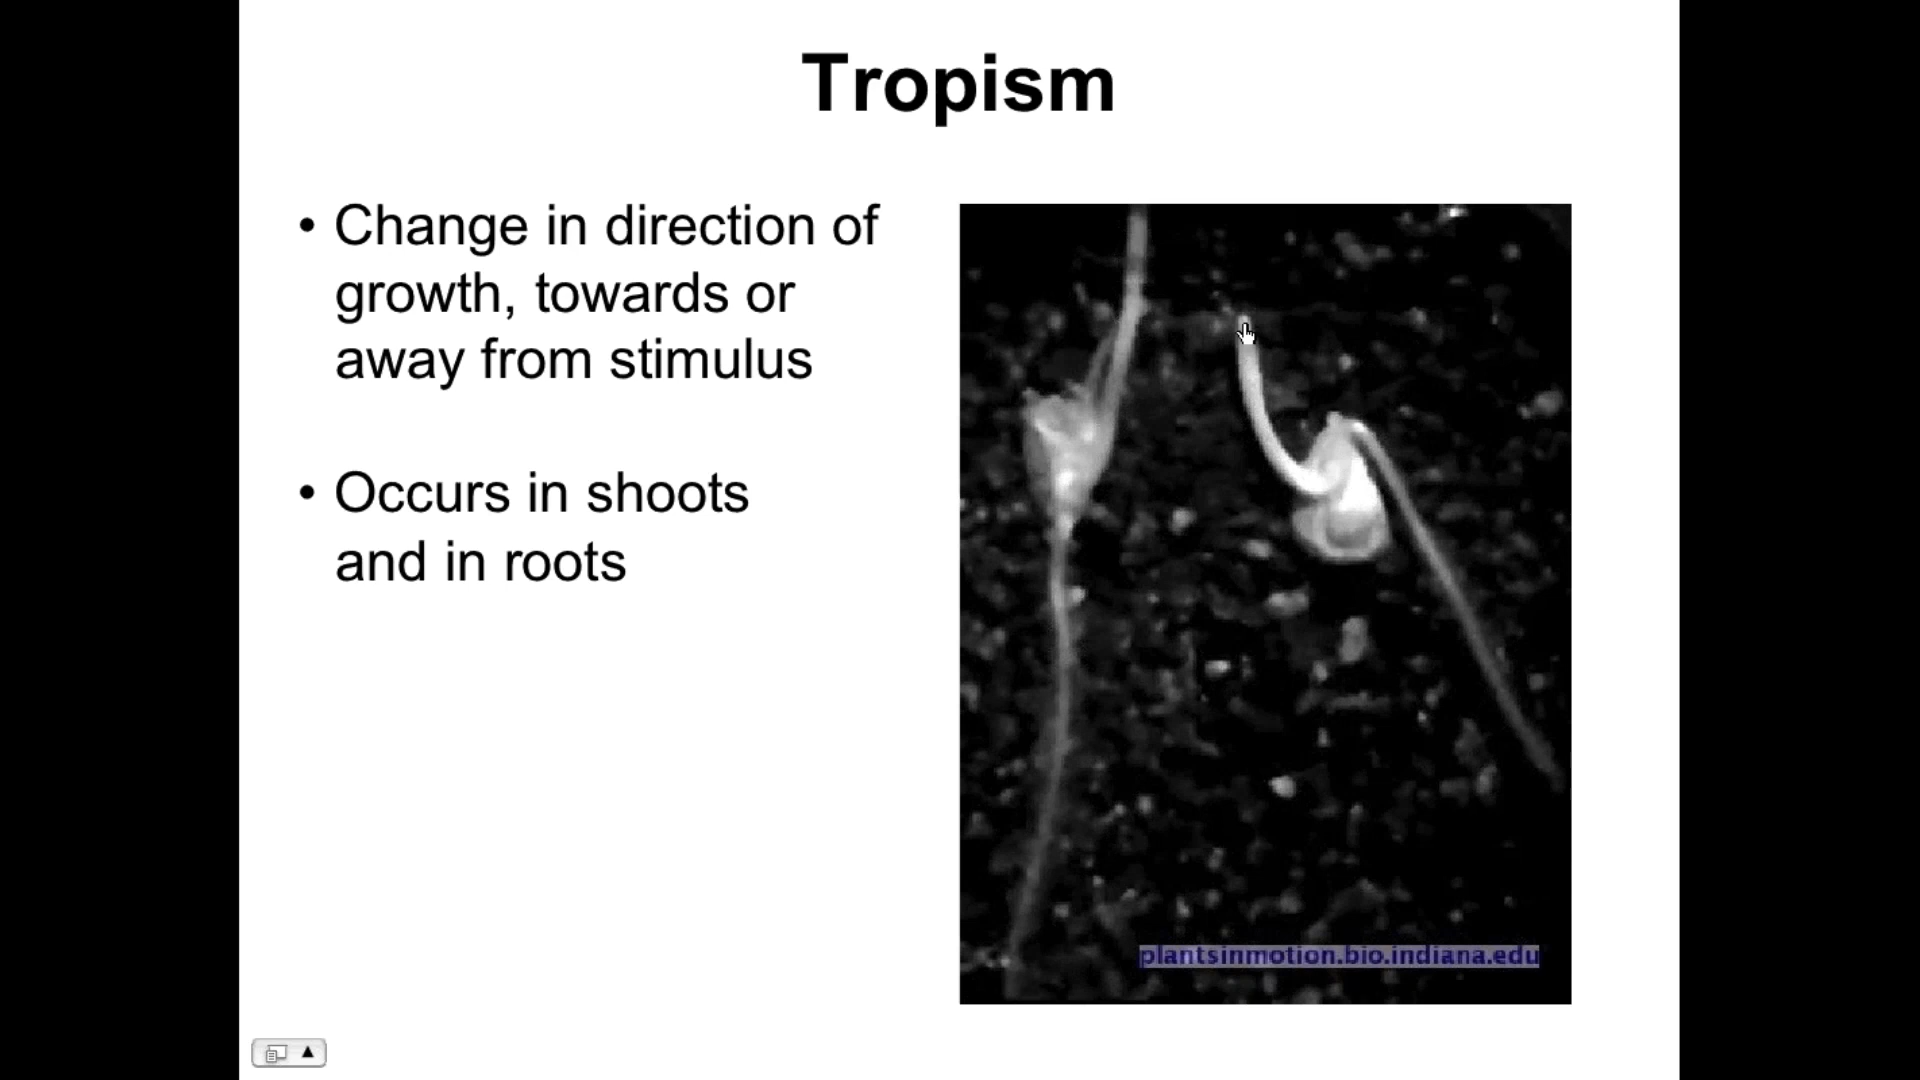 Tropism
• Change in direction of
growth, towards or
away from stimulus
• Occurs in shoots
and in roots
plantsinmotion.bio.indiana.edu